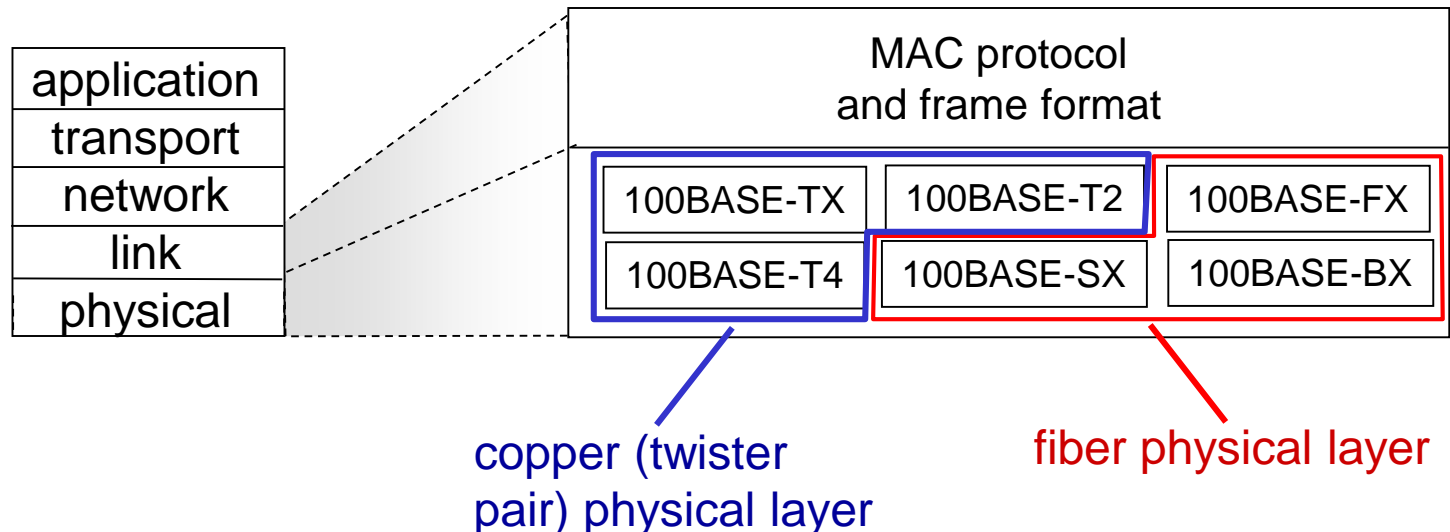 application
transport
network
link
physical
MAC protocol
and frame format
100BASE-TX
100BASE-T2
100BASE-FX
100BASE-T4
100BASE-SX
100BASE-BX
copper (twister
pair) physical layer
fiber physical layer